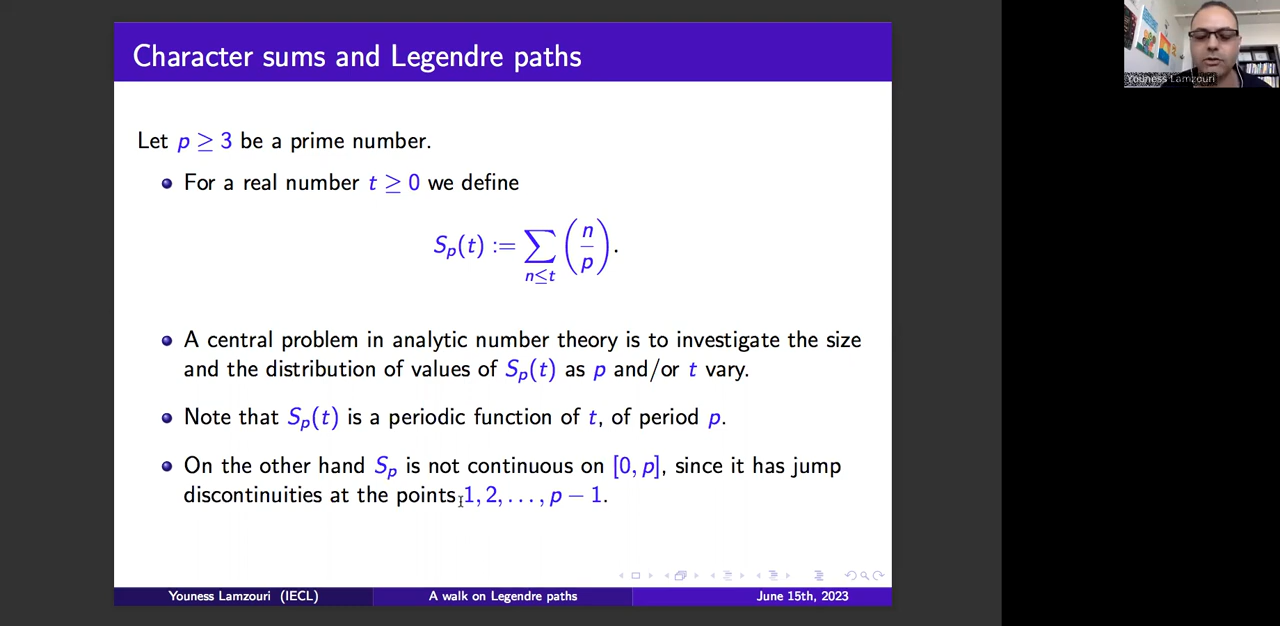 Character sums and Legendre paths
Youness Lamzouri
Let p ≥ 3 be a prime number.
For a real number t ≥ 0 we define
S_p(t) := ∑_{n≤t} (n/p).
A central problem in analytic number theory is to investigate the size
and the distribution of values of S_p(t) as p and/or t vary.
Note that S_p(t) is a periodic function of t, of period p.
On the other hand S_p is not continuous on [0, p], since it has jump
discontinuities at the points 1, 2, . . . , p − 1.
Youness Lamzouri (IECL) A walk on Legendre paths June 15th, 2023